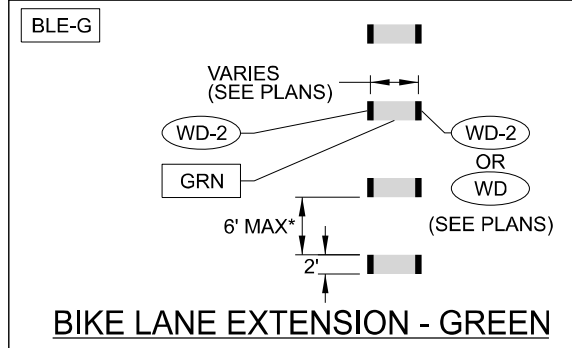 BLE-G
VARIES
(SEE PLANS)
WD-2
WD-2
OR
GRN
WD
(SEE PLANS)
6' MAX*
2'
BIKE LANE EXTENSION - GREEN